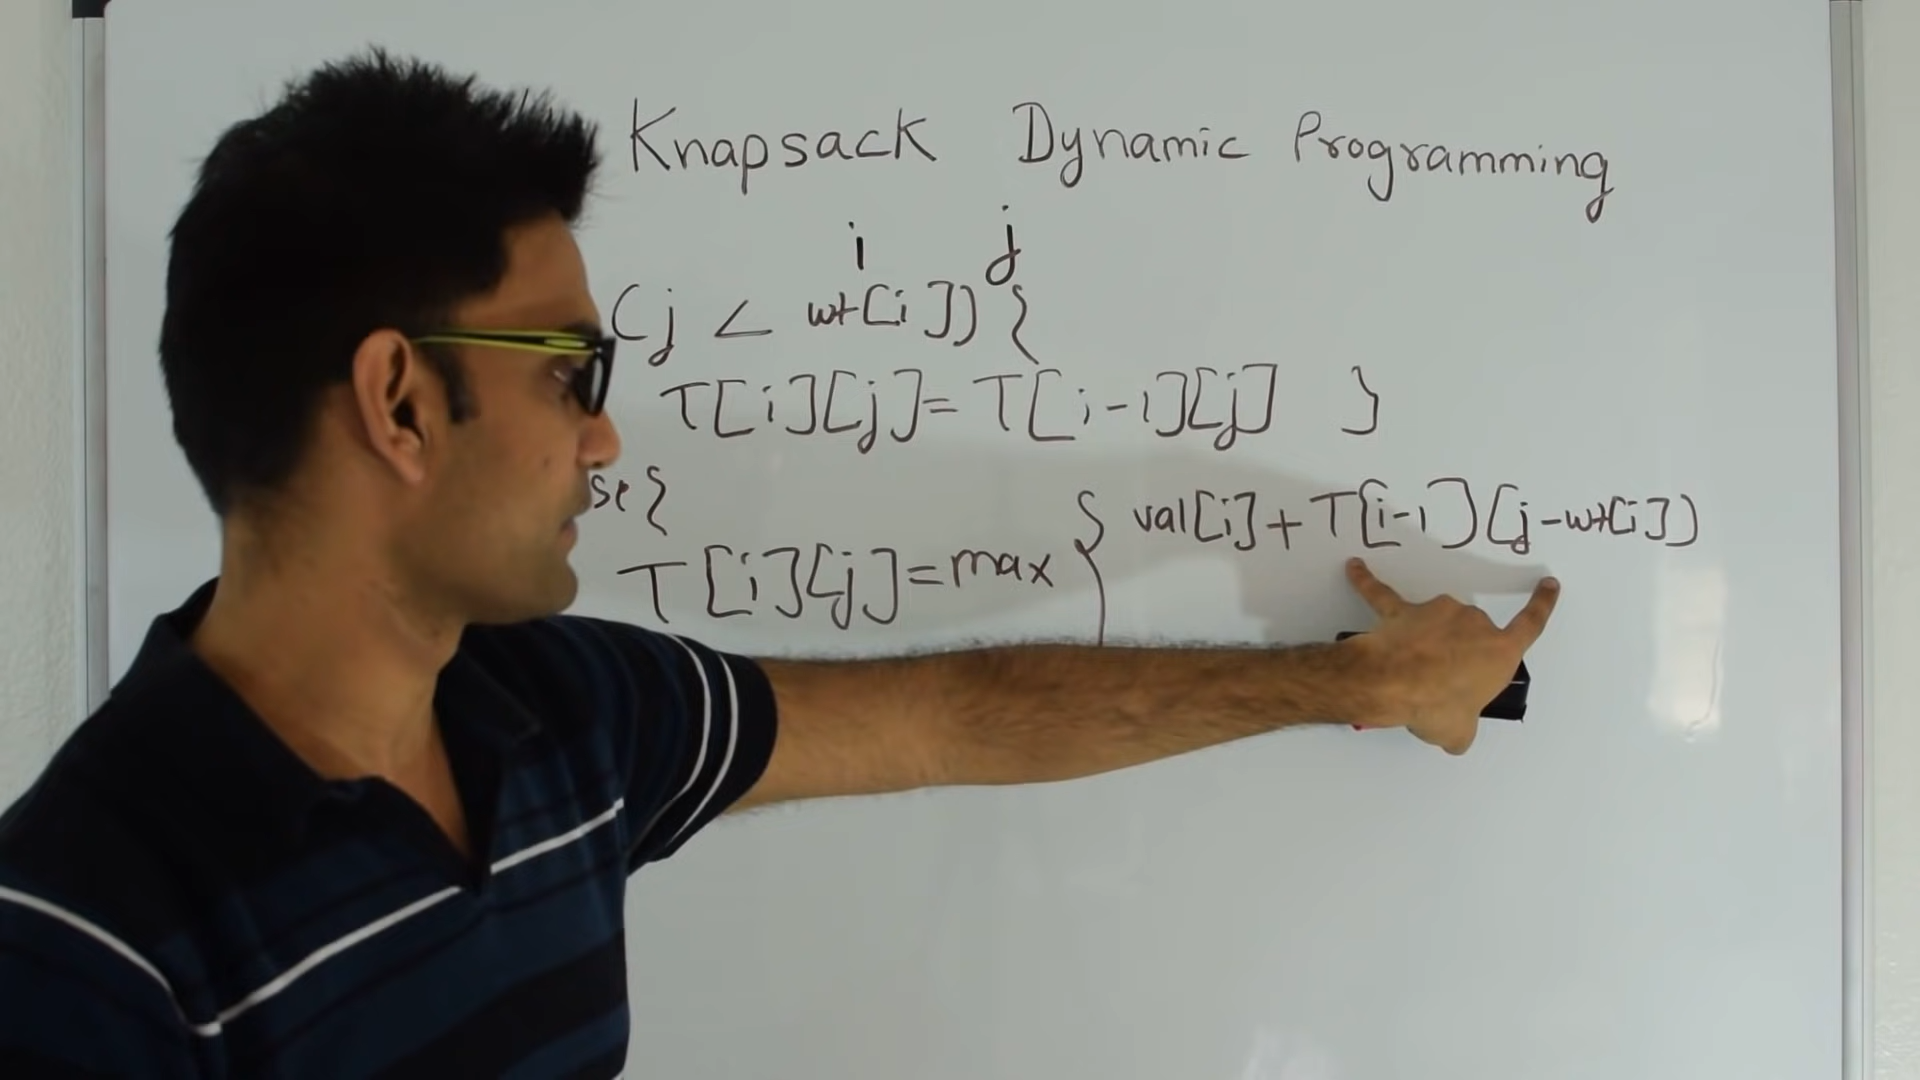 Knapsack Dynamic Programming
i j
(j < wt[i]) {
T[i][j] = T[i-1][j] }
se {
val[i] + T[i-1][j-wt[i]]
T[i][j] = max {